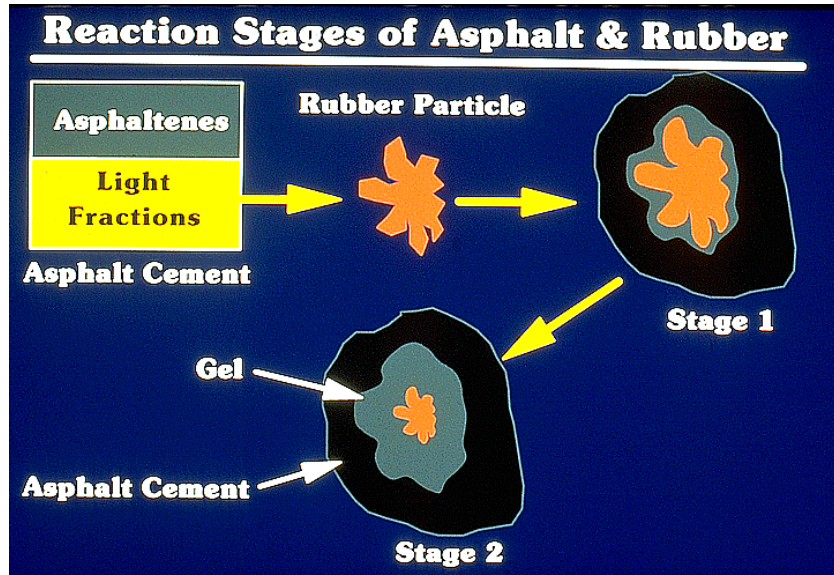 Reaction Stages of Asphalt & Rubber
Asphaltenes
Light
Fractions
Asphalt Cement
Rubber Particle
Stage 1
Gel
Asphalt Cement
Stage 2